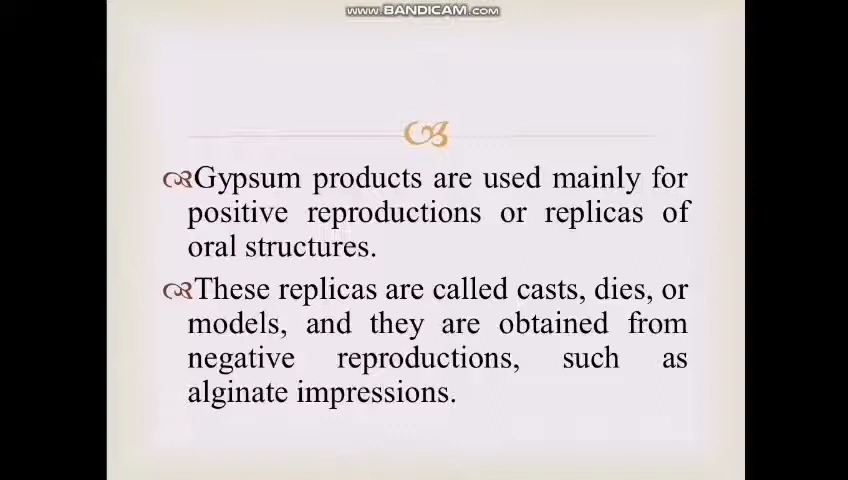 www.BANDICAM.com
Gypsum products are used mainly for
positive reproductions or replicas of
oral structures.
These replicas are called casts, dies, or
models, and they are obtained from
negative reproductions, such as
alginate impressions.